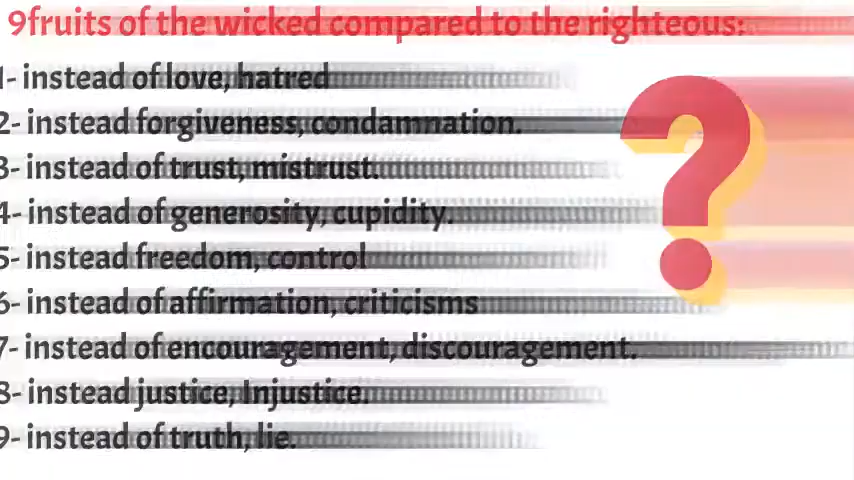 9fruits of the wicked compared to the righteous:
1- instead of love, hatred
2- instead forgiveness, condamnation.
3- instead of trust, mistrust.
4- instead of generosity, cupidity.
5- instead freedom, control
6- instead of affirmation, criticisms
7- instead of encouragement, discouragement.
8- instead justice, Injustice.
9- instead of truth, lie.
?